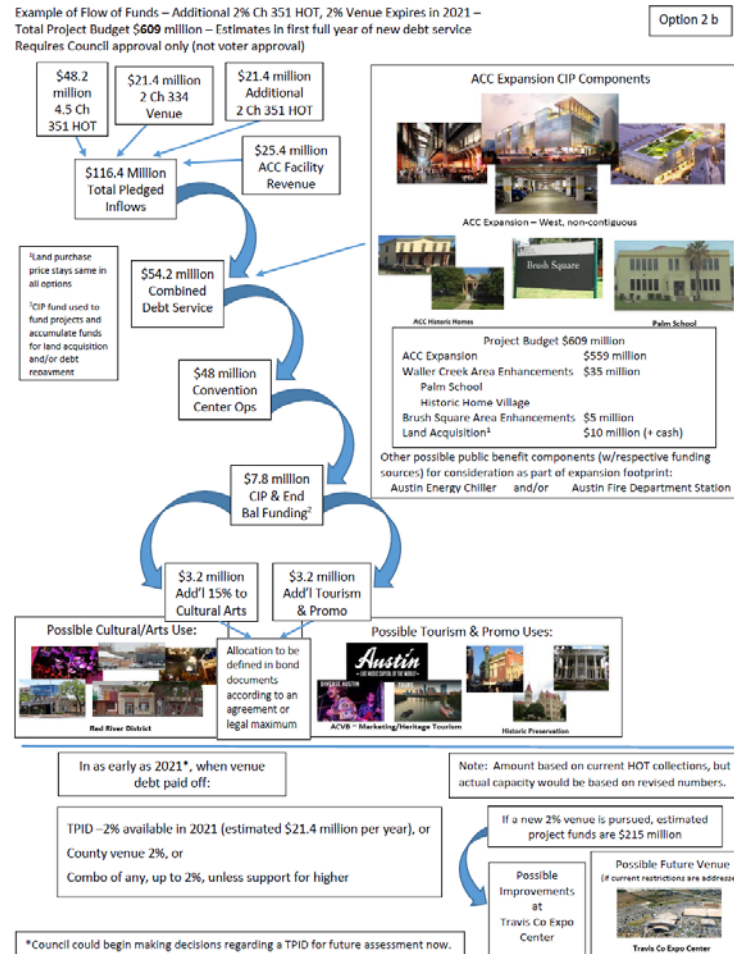 Example of Flow of Funds – Additional 2% Ch 351 HOT, 2% Venue Expires in 2021 –
Total Project Budget $609 million – Estimates in first full year of new debt service
Requires Council approval only (not voter approval)
Option 2 b
$48.2
million
4.5 Ch
351 HOT)
$21.4 million
2 Ch 334
Venue
$21.4 million
Additional
2 Ch 351 HOT)
$25.4 million
ACC Facility
Revenue
$116.4 Million
Total Pledged
Inflows
¹Land purchase
price stays same in
all options
²CIP fund used to
fund projects and
accumulate funds
for land acquisition
and/or debt
repayment
$54.2 million
Combined
Debt Service
$48 million
Convention
Center Ops
$7.8 million
CIP & End
Bal Funding²
$3.2 million
Add'l 15% to
Cultural Arts
$3.2 million
Add'l Tourism
& Promo
ACC Expansion CIP Components
ACC Expansion – West, non-contiguous
Brush Square
ACC Historic Homes
Palm School
Project Budget $609 million
ACC Expansion $559 million
Waller Creek Area Enhancements $35 million
Palm School
Historic Home Village
Brush Square Area Enhancements $5 million
Land Acquisition¹ $10 million (+ cash)
Other possible public benefit components (w/respective funding
sources) for consideration as part of expansion footprint:
Austin Energy Chiller and/or Austin Fire Department Station
Possible Cultural/Arts Use:
Red River District
Allocation to be
defined in bond
documents
according to an
agreement or
legal maximum
Possible Tourism & Promo Uses:
Austin
LIVE MUSIC CAPITAL OF THE WORLD
DIVERSE AUSTIN
ACVB – Marketing/Heritage Tourism
Historic Preservation
In as early as 2021*, when venue
debt paid off:
Note: Amount based on current HOT collections, but
actual capacity would be based on revised numbers.
TPID –2% available in 2021 (estimated $21.4 million per year), or
County venue 2%, or
Combo of any, up to 2%, unless support for higher
If a new 2% venue is pursued, estimated
project funds are $215 million
Possible
Improvements
at
Travis Co Expo
Center
Possible Future Venue
(if current restrictions are addresse
Travis Co Expo Center
*Council could begin making decisions regarding a TPID for future assessment now.